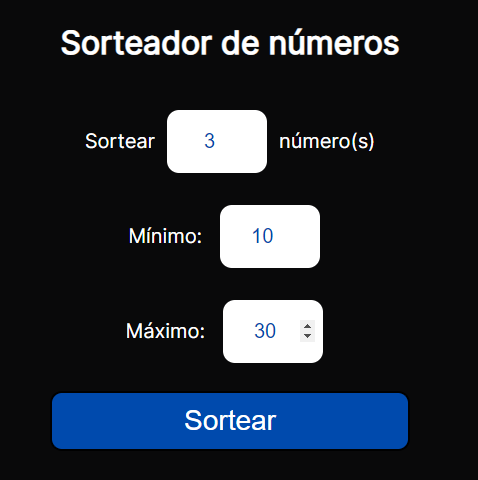 Sorteador de números
Sortear 3 número(s)
Mínimo: 10
Máximo: 30
Sortear